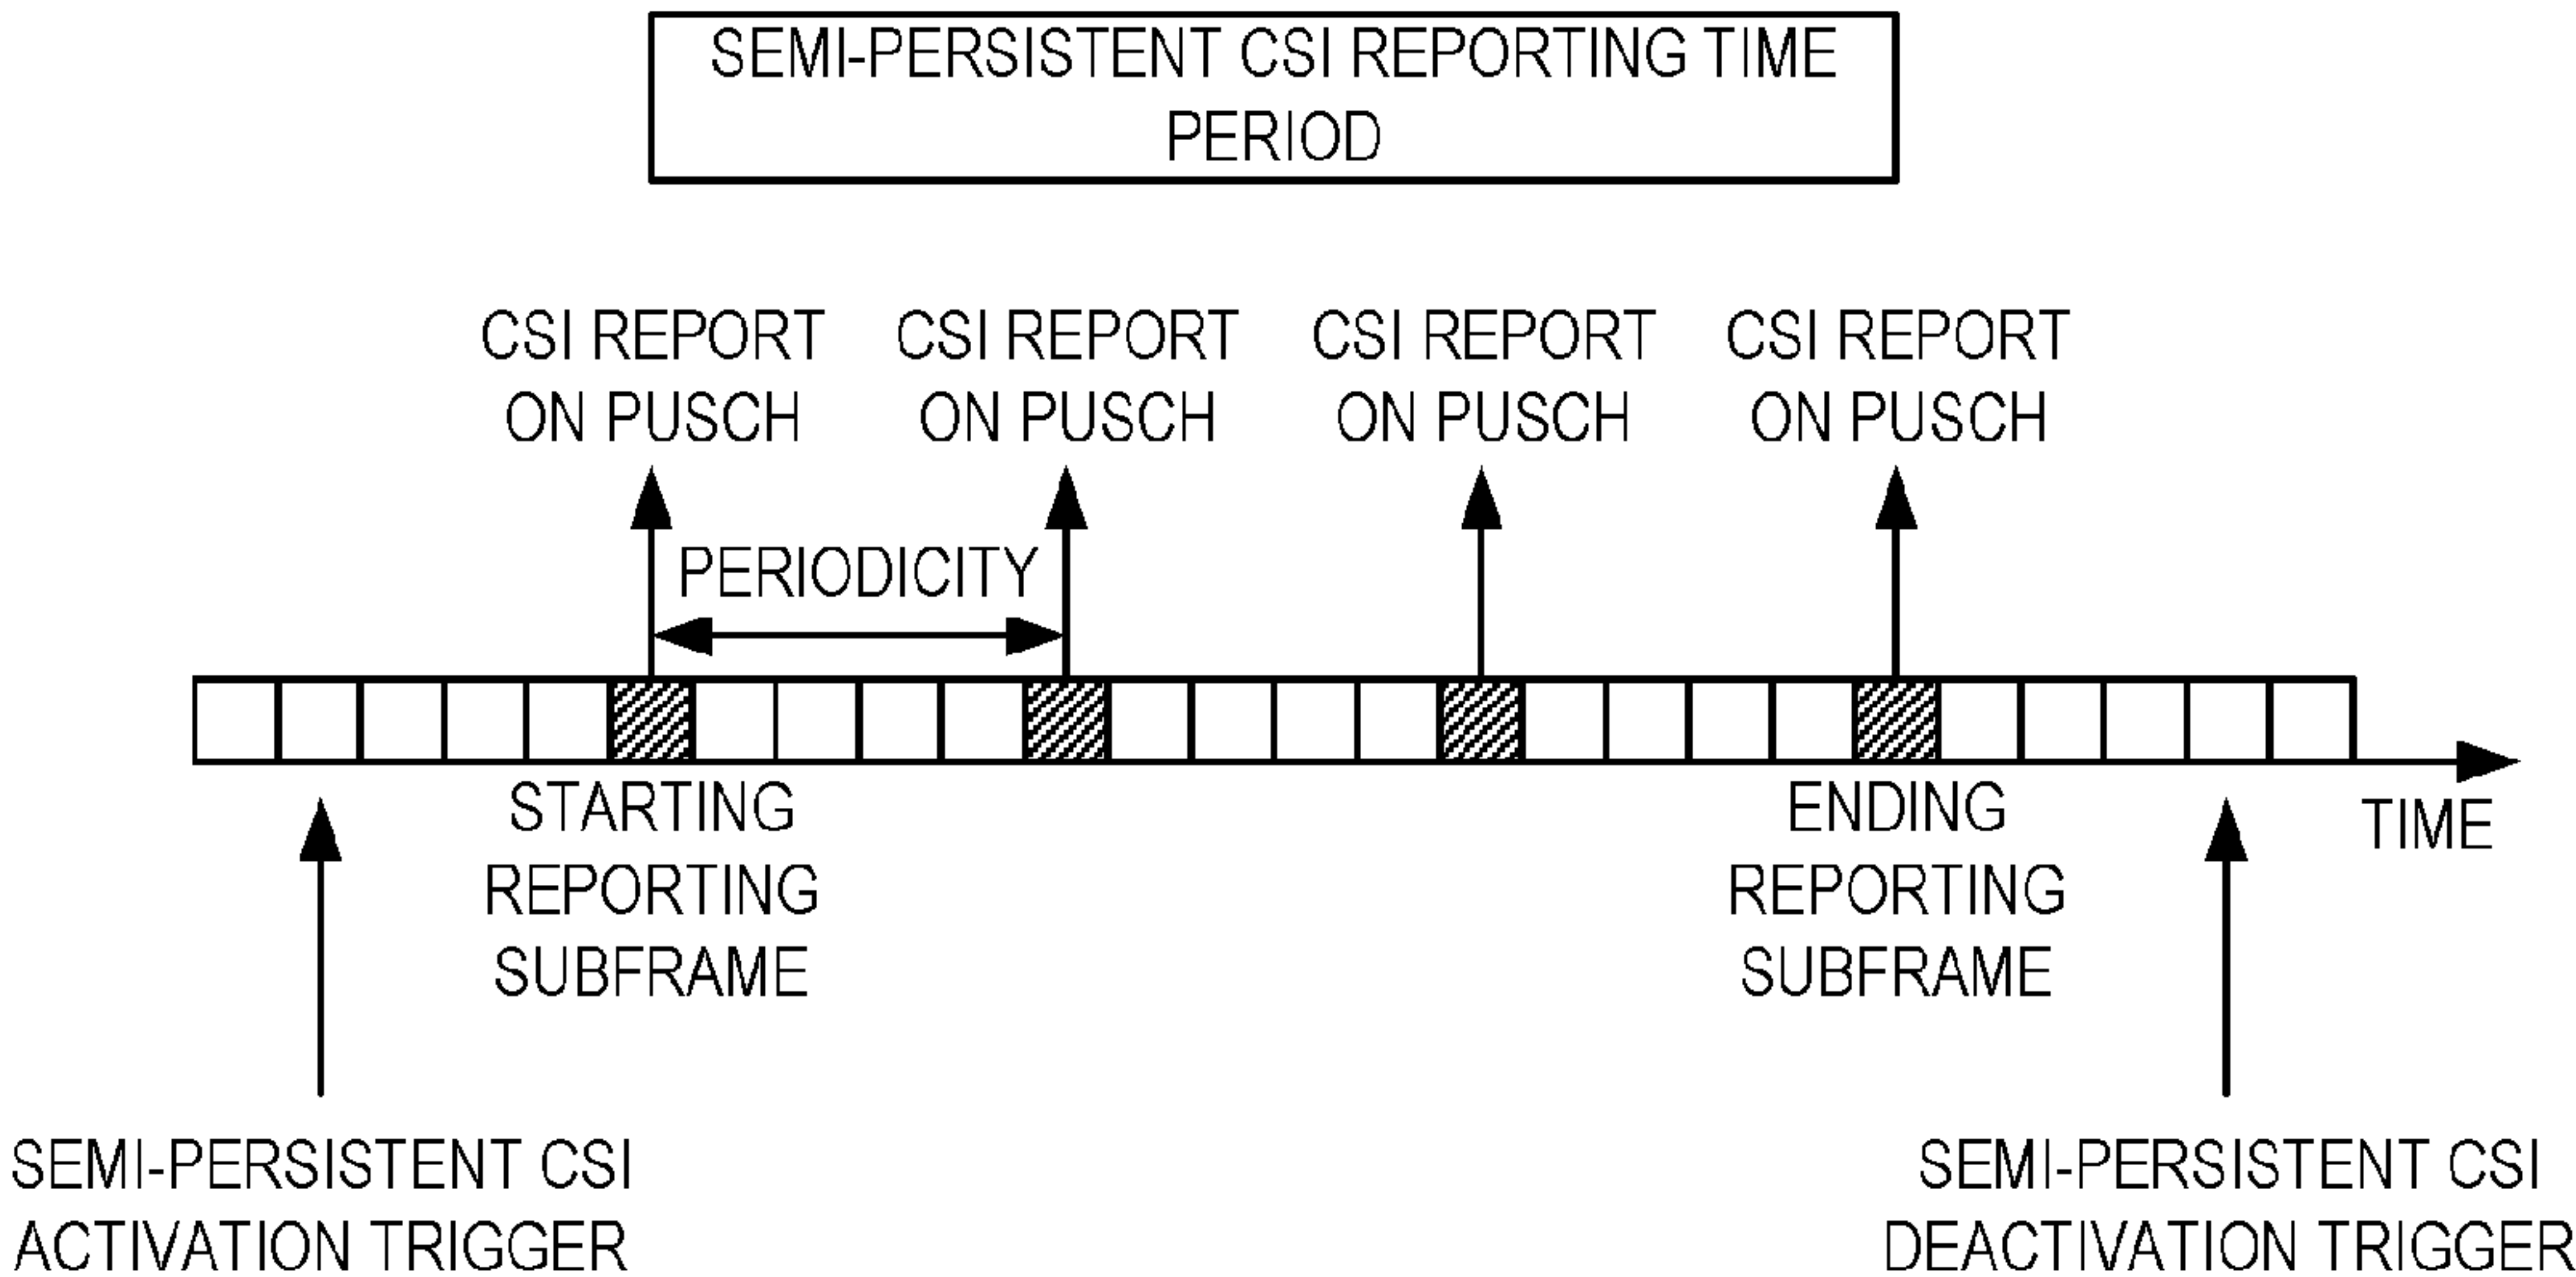 SEMI-PERSISTENT CSI REPORTING TIME
PERIOD
CSI REPORT
ON PUSCH
CSI REPORT
ON PUSCH
CSI REPORT
ON PUSCH
CSI REPORT
ON PUSCH
PERIODICITY
STARTING
REPORTING
SUBFRAME
ENDING
REPORTING
SUBFRAME
TIME
SEMI-PERSISTENT CSI
ACTIVATION TRIGGER
SEMI-PERSISTENT CSI
DEACTIVATION TRIGGER